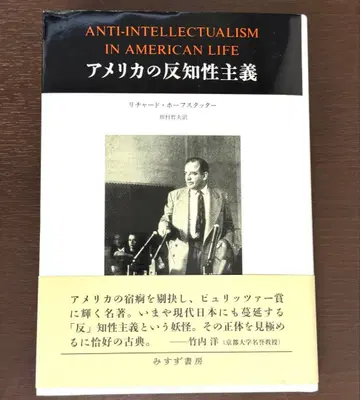 ANTI-INTELLECTUALISM
IN AMERICAN LIFE
アメリカの反知性主義
リチャード・ホーフスタッター
田村哲夫訳
アメリカの宿痾を剔抉し、ピュリッツァー賞
に輝く名著。いまや現代日本にも蔓延する
「反」知性主義という妖怪。その正体を見極め
るに恰好の古典。 ——竹内 洋(京都大学名誉教授)
みすず書房